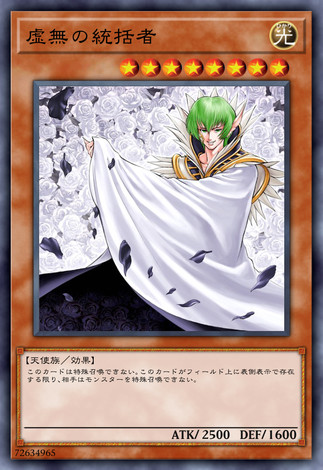 虚無の統括者
光
【天使族／効果】
このカードは特殊召喚できない。このカードがフィールド上に表側表示で存在
する限り、相手はモンスターを特殊召喚できない。
ATK/ 2500 DEF/1600
72634965